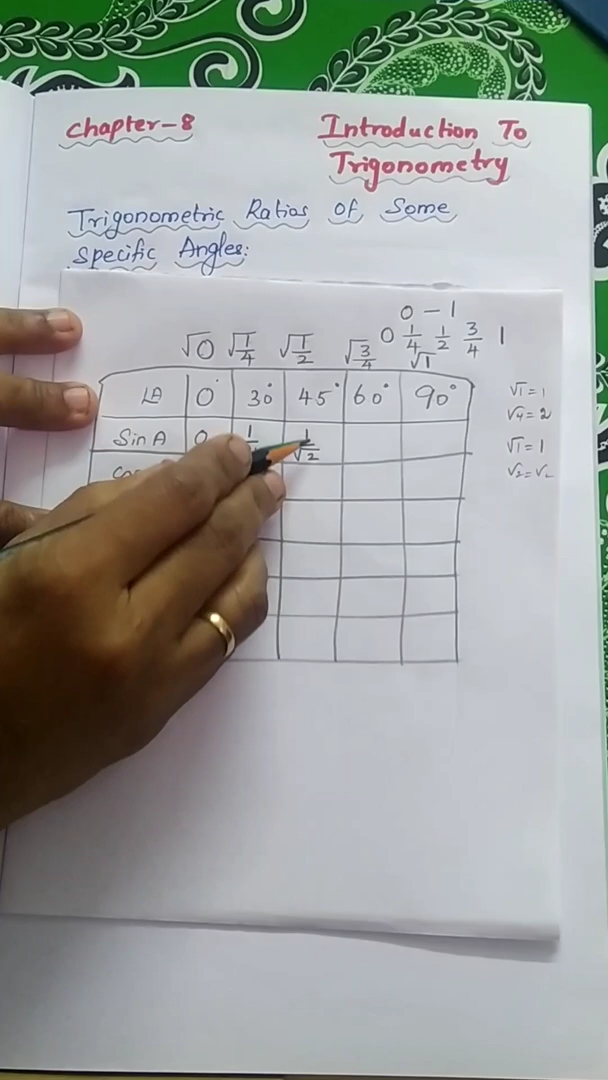 Chapter-8 Introduction To
Trigonometry
Trigonometric Ratios Of Some
Specific Angles:
0 - 1
0 1/4 1/2 3/4 1
√0 √1/4 √1/2 √3/4 √1
∠A 0° 30° 45° 60° 90°
Sin A 0 1 1/√2
√1 = 1
√4 = 2
√1 = 1
√2 = √2